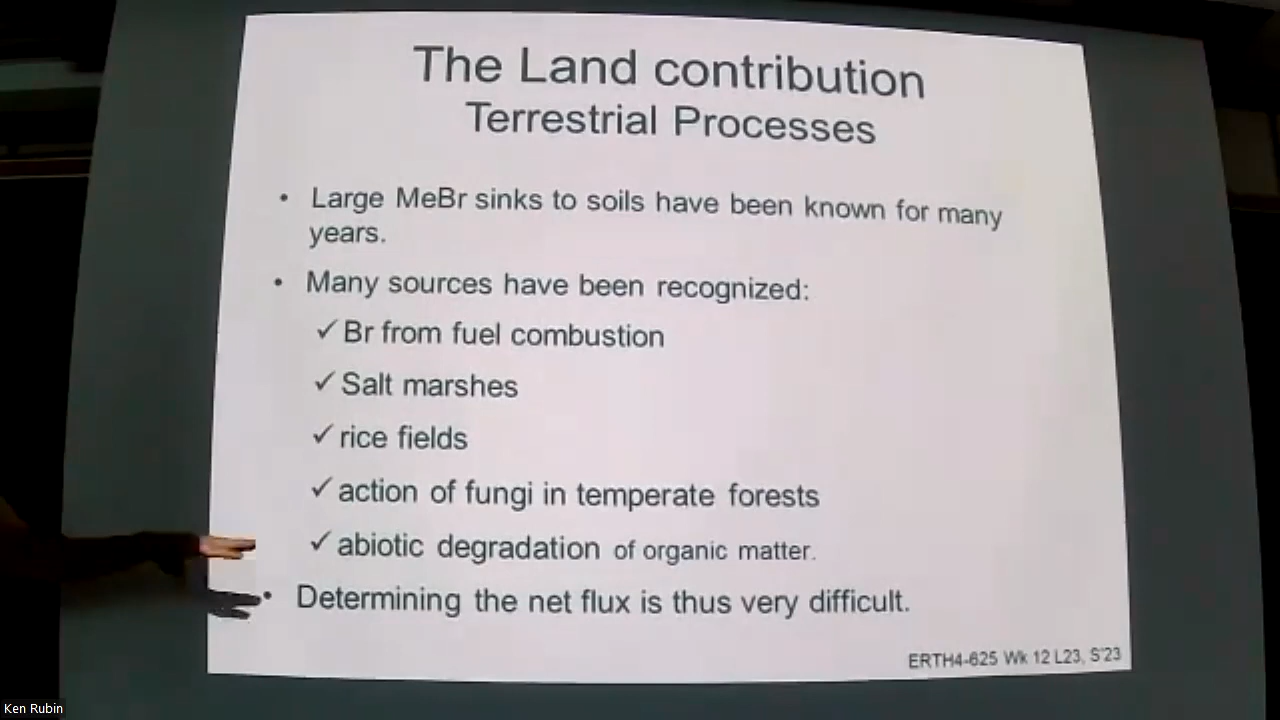 The Land contribution
Terrestrial Processes
• Large MeBr sinks to soils have been known for many
years.
• Many sources have been recognized:
✓ Br from fuel combustion
✓ Salt marshes
✓ rice fields
✓ action of fungi in temperate forests
✓ abiotic degradation of organic matter.
• Determining the net flux is thus very difficult.
ERTH4-625 Wk 12 L23, S'23
Ken Rubin